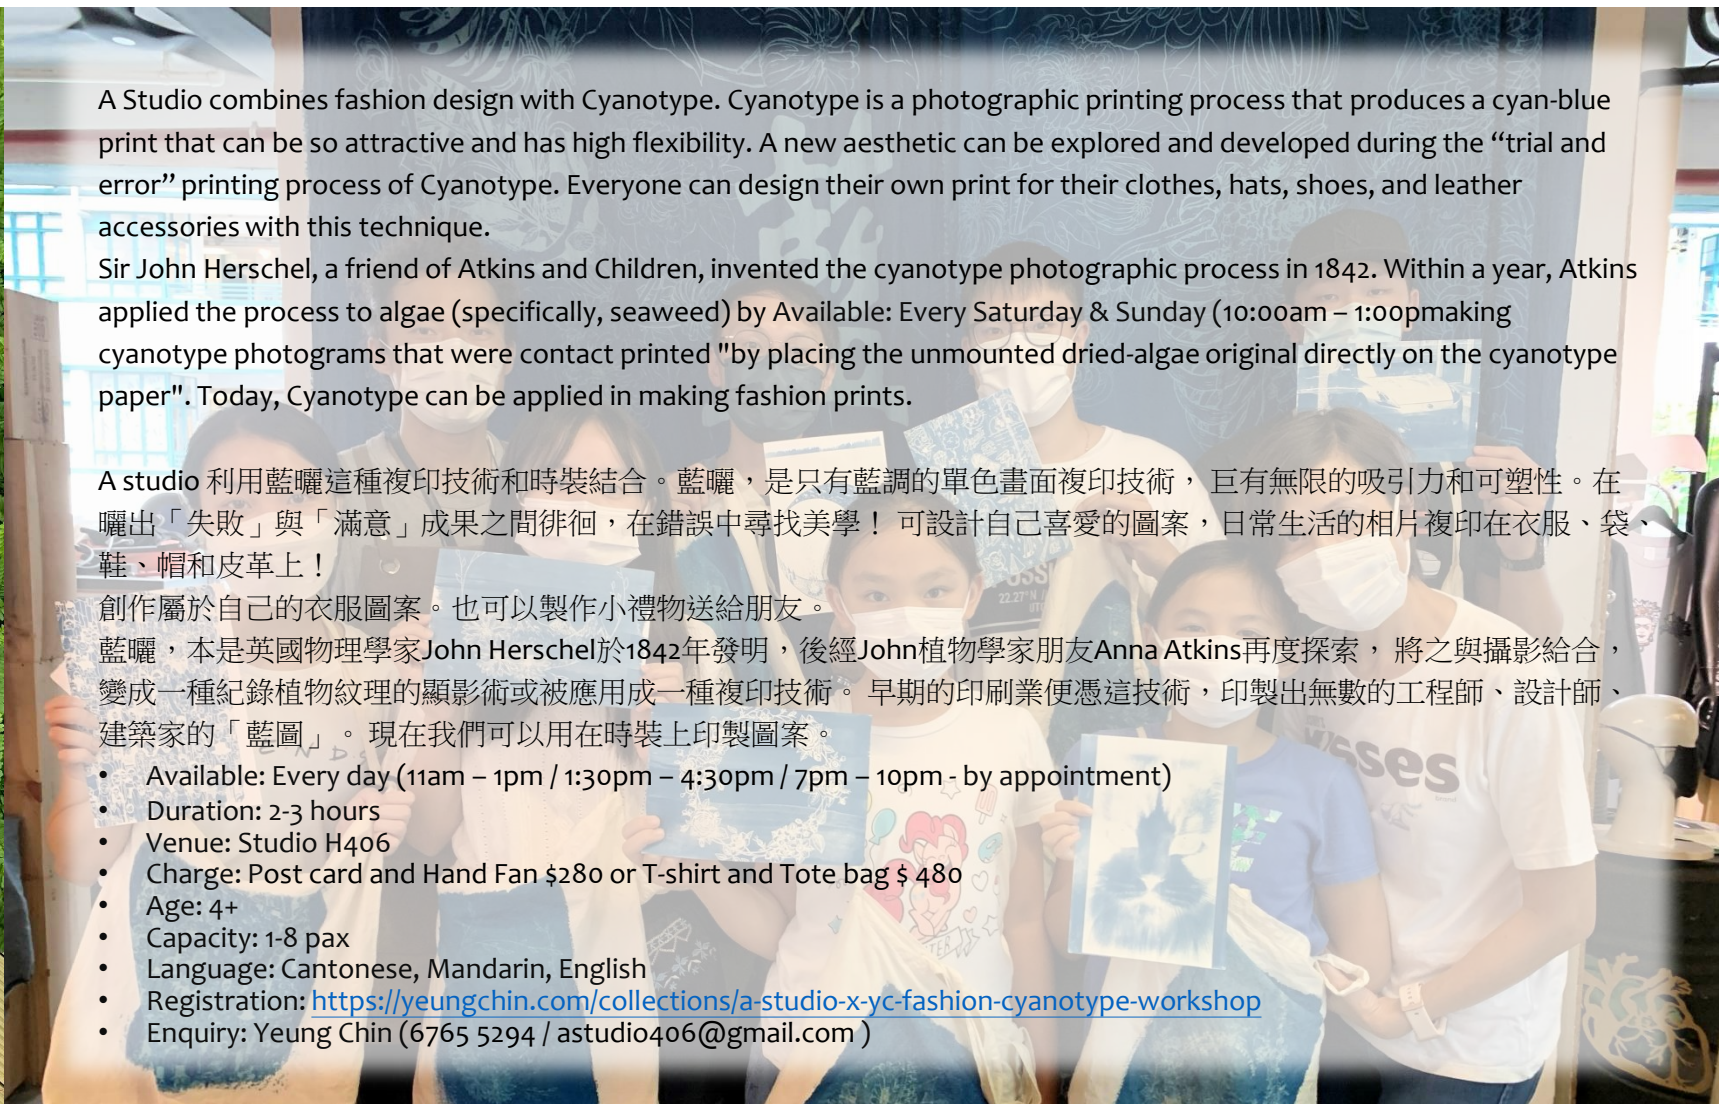 A Studio combines fashion design with Cyanotype. Cyanotype is a photographic printing process that produces a cyan-blue
print that can be so attractive and has high flexibility. A new aesthetic can be explored and developed during the “trial and
error” printing process of Cyanotype. Everyone can design their own print for their clothes, hats, shoes, and leather
accessories with this technique.
Sir John Herschel, a friend of Atkins and Children, invented the cyanotype photographic process in 1842. Within a year, Atkins
applied the process to algae (specifically, seaweed) by Available: Every Saturday & Sunday (10:00am – 1:00pmaking
cyanotype photograms that were contact printed "by placing the unmounted dried-algae original directly on the cyanotype
paper". Today, Cyanotype can be applied in making fashion prints.
A studio 利用藍曬這種複印技術和時裝結合。藍曬，是只有藍調的單色畫面複印技術， 巨有無限的吸引力和可塑性。在
曬出「失敗」與「滿意」成果之間徘徊，在錯誤中尋找美學！ 可設計自己喜愛的圖案，日常生活的相片複印在衣服、袋、
鞋、帽和皮革上！
創作屬於自己的衣服圖案。也可以製作小禮物送給朋友。
藍曬，本是英國物理學家John Herschel於1842年發明，後經John植物學家朋友Anna Atkins再度探索， 將之與攝影給合，
變成一種紀錄植物紋理的顯影術或被應用成一種複印技術。 早期的印刷業便憑這技術，印製出無數的工程師、設計師、
建築家的「藍圖」。 現在我們可以用在時裝上印製圖案。
• Available: Every day (11am – 1pm / 1:30pm – 4:30pm / 7pm – 10pm - by appointment)
• Duration: 2-3 hours
• Venue: Studio H406
• Charge: Post card and Hand Fan $280 or T-shirt and Tote bag $ 480
• Age: 4+
• Capacity: 1-8 pax
• Language: Cantonese, Mandarin, English
• Registration: https://yeungchin.com/collections/a-studio-x-yc-fashion-cyanotype-workshop
• Enquiry: Yeung Chin (6765 5294 / astudio406@gmail.com )